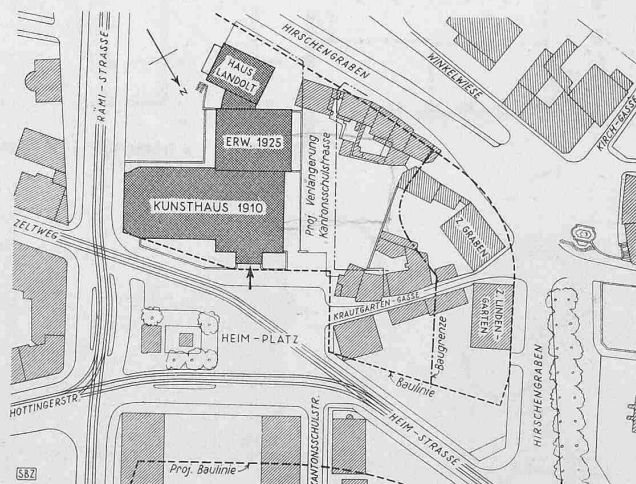 HIRSCHENGRABEN
WINKELWIESE
KIRCH-GASSE
RÄMI-STRASSE
N
HAUS
LANDOLT
ERW. 1925
KUNSTHAUS 1910
Proj. Verlängerung
Kantonsschulstrasse
ZELTWEG
Z. GRABEN
KRAUTGARTEN-GASSE
Z. LINDEN-
GARTEN
HEIM-PLATZ
Baulinie
Baugrenze
HIRSCHENGRABEN
HOTTINGERSTR.
KANTONSSCHULSTR.
HEIM-STRASSE
Proj. Baulinie
SBZ